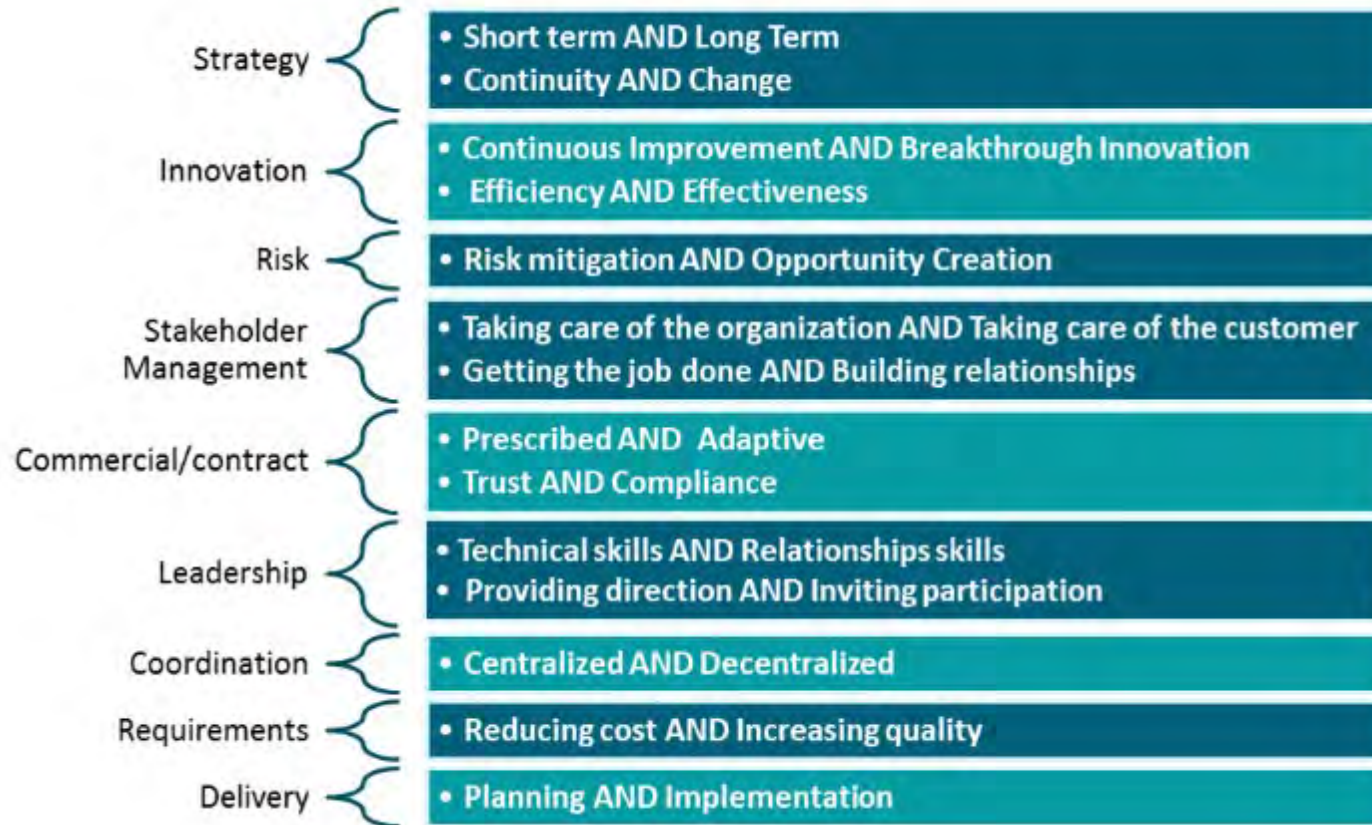 Strategy
• Short term AND Long Term
• Continuity AND Change
Innovation
• Continuous Improvement AND Breakthrough Innovation
• Efficiency AND Effectiveness
Risk
• Risk mitigation AND Opportunity Creation
Stakeholder
Management
• Taking care of the organization AND Taking care of the customer
• Getting the job done AND Building relationships
Commercial/contract
• Prescribed AND Adaptive
• Trust AND Compliance
Leadership
• Technical skills AND Relationships skills
• Providing direction AND Inviting participation
Coordination
• Centralized AND Decentralized
Requirements
• Reducing cost AND Increasing quality
Delivery
• Planning AND Implementation